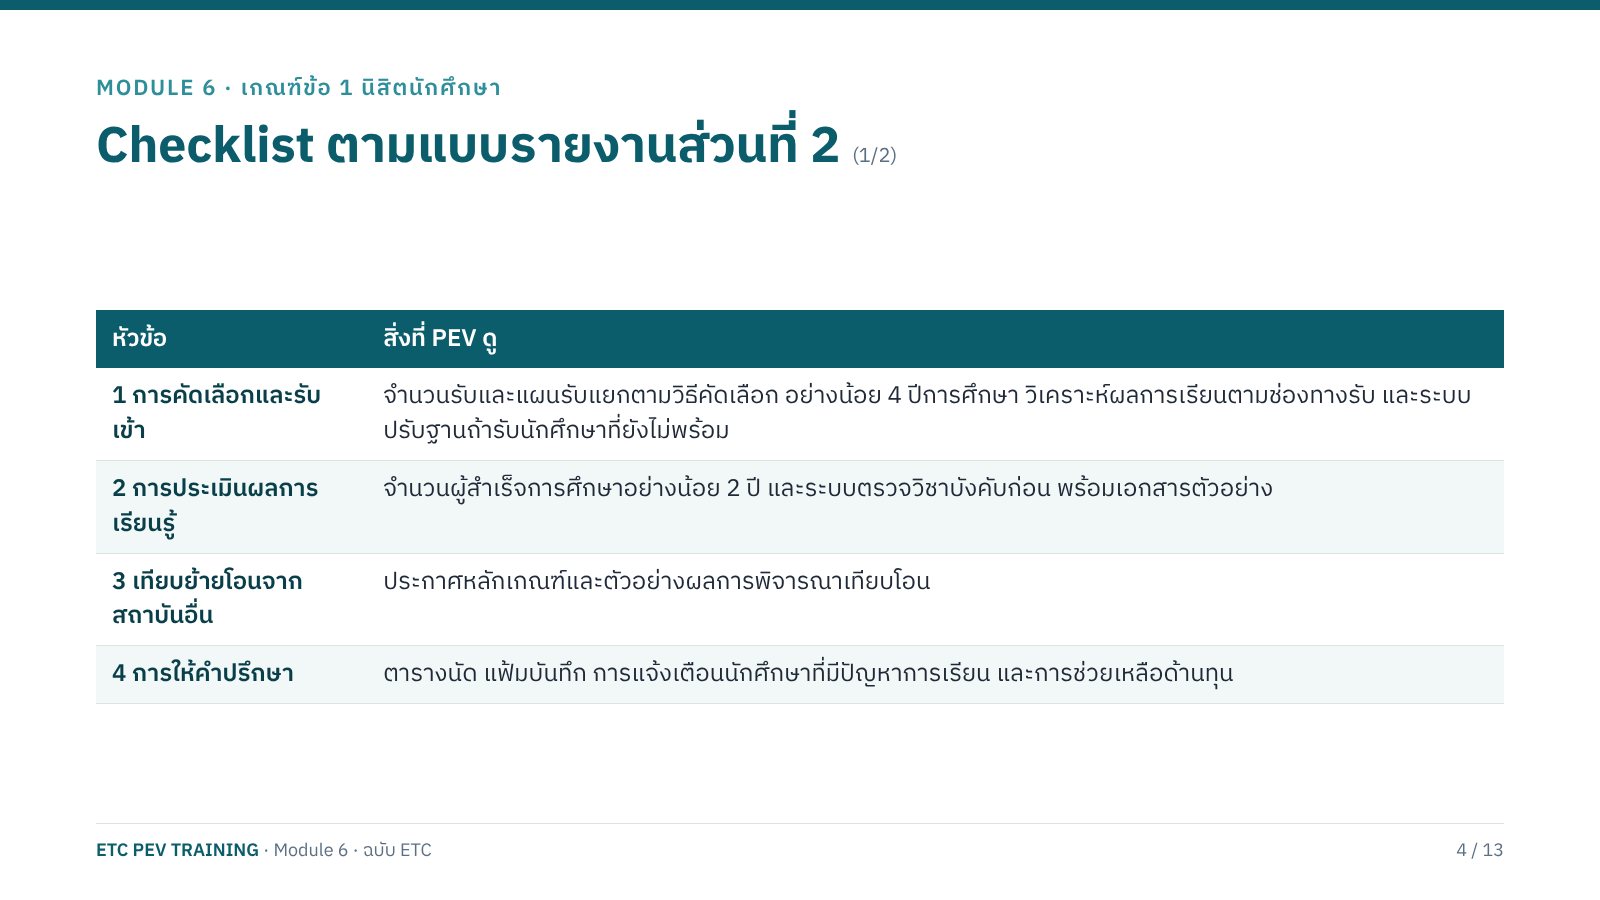 MODULE 6 · เกณฑ์ข้อ 1 นิสิตนักศึกษา
Checklist ตามแบบรายงานส่วนที่ 2 (1/2)
หัวข้อ สิ่งที่ PEV ดู
1 การคัดเลือกและรับ จำนวนรับและแผนรับแยกตามวิธีคัดเลือก อย่างน้อย 4 ปีการศึกษา วิเคราะห์ผลการเรียนตามช่องทางรับ และระบบ
เข้า ปรับฐานถ้ารับนักศึกษาที่ยังไม่พร้อม
2 การประเมินผลการ จำนวนผู้สำเร็จการศึกษาอย่างน้อย 2 ปี และระบบตรวจวิชาบังคับก่อน พร้อมเอกสารตัวอย่าง
เรียนรู้
3 เทียบย้ายโอนจาก ประกาศหลักเกณฑ์และตัวอย่างผลการพิจารณาเทียบโอน
สถาบันอื่น
4 การให้คำปรึกษา ตารางนัด แฟ้มบันทึก การแจ้งเตือนนักศึกษาที่มีปัญหาการเรียน และการช่วยเหลือด้านทุน
ETC PEV TRAINING · Module 6 · ฉบับ ETC 4 / 13